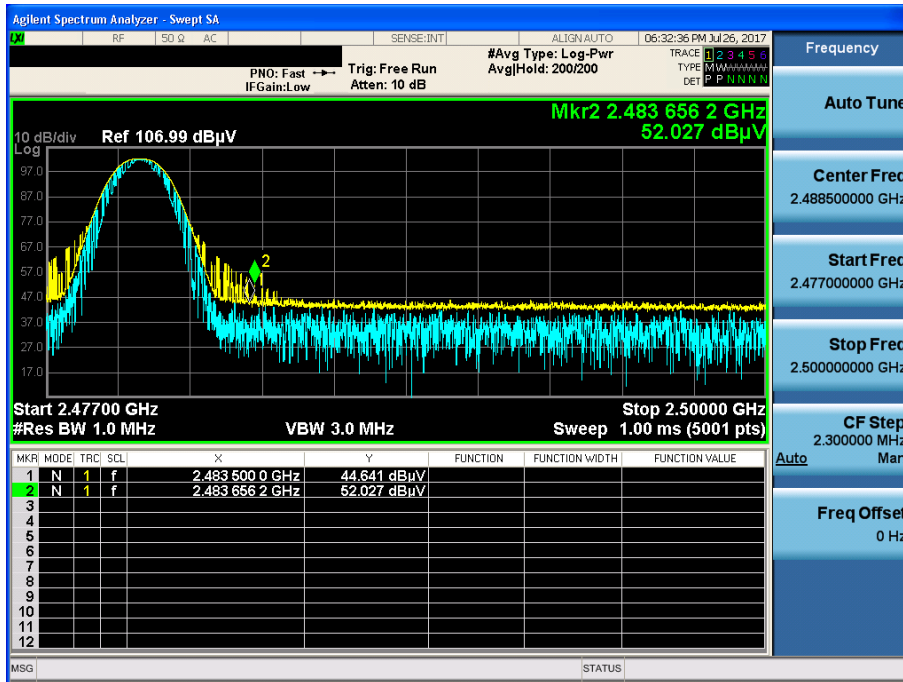 Agilent Spectrum Analyzer - Swept SA
LXI RF 50 Ω AC SENSE:INT ALIGN AUTO 06:32:36 PM Jul 26, 2017
PNO: Fast Trig: Free Run #Avg Type: Log-Pwr TRACE 1 2 3 4 5 6
IFGain:Low Atten: 10 dB Avg|Hold: 200/200 TYPE M W W W W W
DET P P N N N N
Frequency
Auto Tune
Center Freq
2.488500000 GHz
Start Freq
2.477000000 GHz
Stop Freq
2.500000000 GHz
CF Step
2.300000 MHz
Auto Man
Freq Offset
0 Hz
Mkr2 2.483 656 2 GHz
52.027 dBµV
10 dB/div Ref 106.99 dBµV
Log
97.0
87.0
77.0
67.0
57.0
47.0
37.0
27.0
17.0
2
Start 2.47700 GHz Stop 2.50000 GHz
#Res BW 1.0 MHz VBW 3.0 MHz Sweep 1.00 ms (5001 pts)
MKR MODE TRC SCL X Y FUNCTION FUNCTION WIDTH FUNCTION VALUE
1 N 1 f 2.483 500 0 GHz 44.641 dBµV
2 N 1 f 2.483 656 2 GHz 52.027 dBµV
3
4
5
6
7
8
9
10
11
12
MSG STATUS